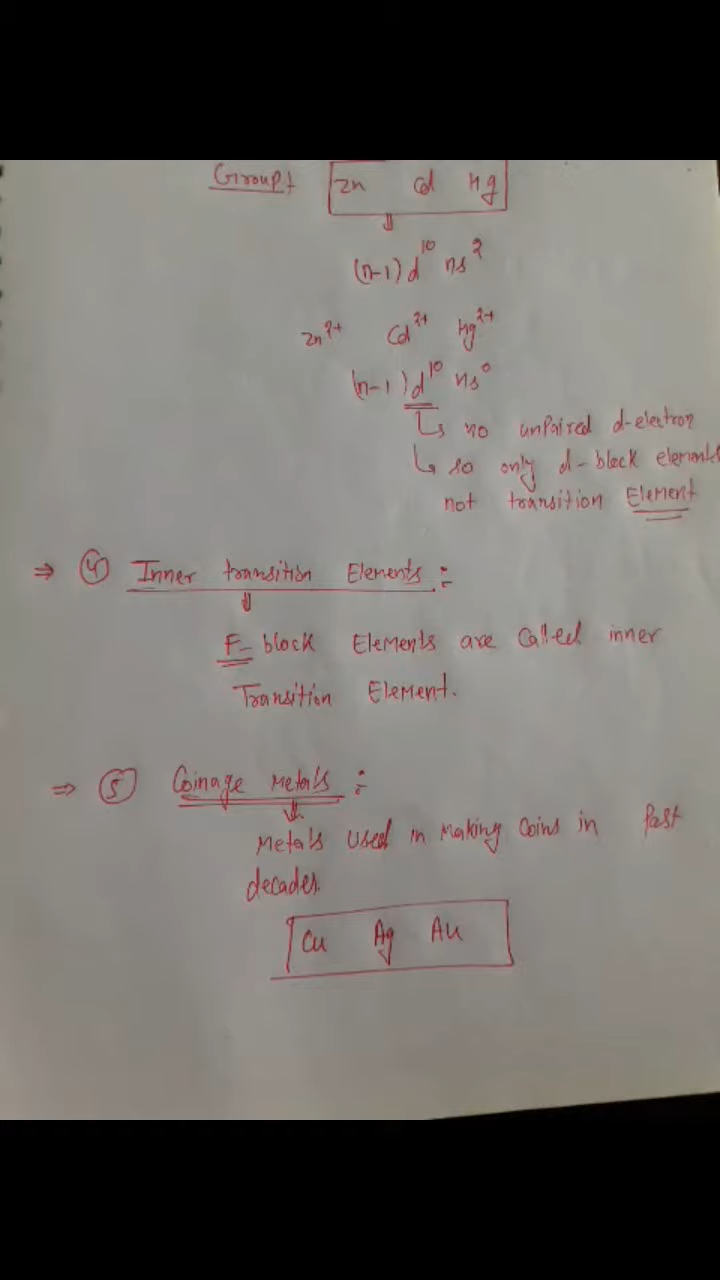 Group: Zn Cd Hg
(n-1)d¹⁰ ns²
Zn²⁺ Cd²⁺ Hg²⁺
(n-1)d¹⁰ ns⁰
↳ no unpaired d-electron
↳ so only d-block elements
not transition Element
⇒ ④ Inner transition Elements :-
F-block Elements are called inner
Transition Element.
⇒ ⑤ Coinage Metals :-
Metals used in making coins in Past
decades.
Cu Ag Au